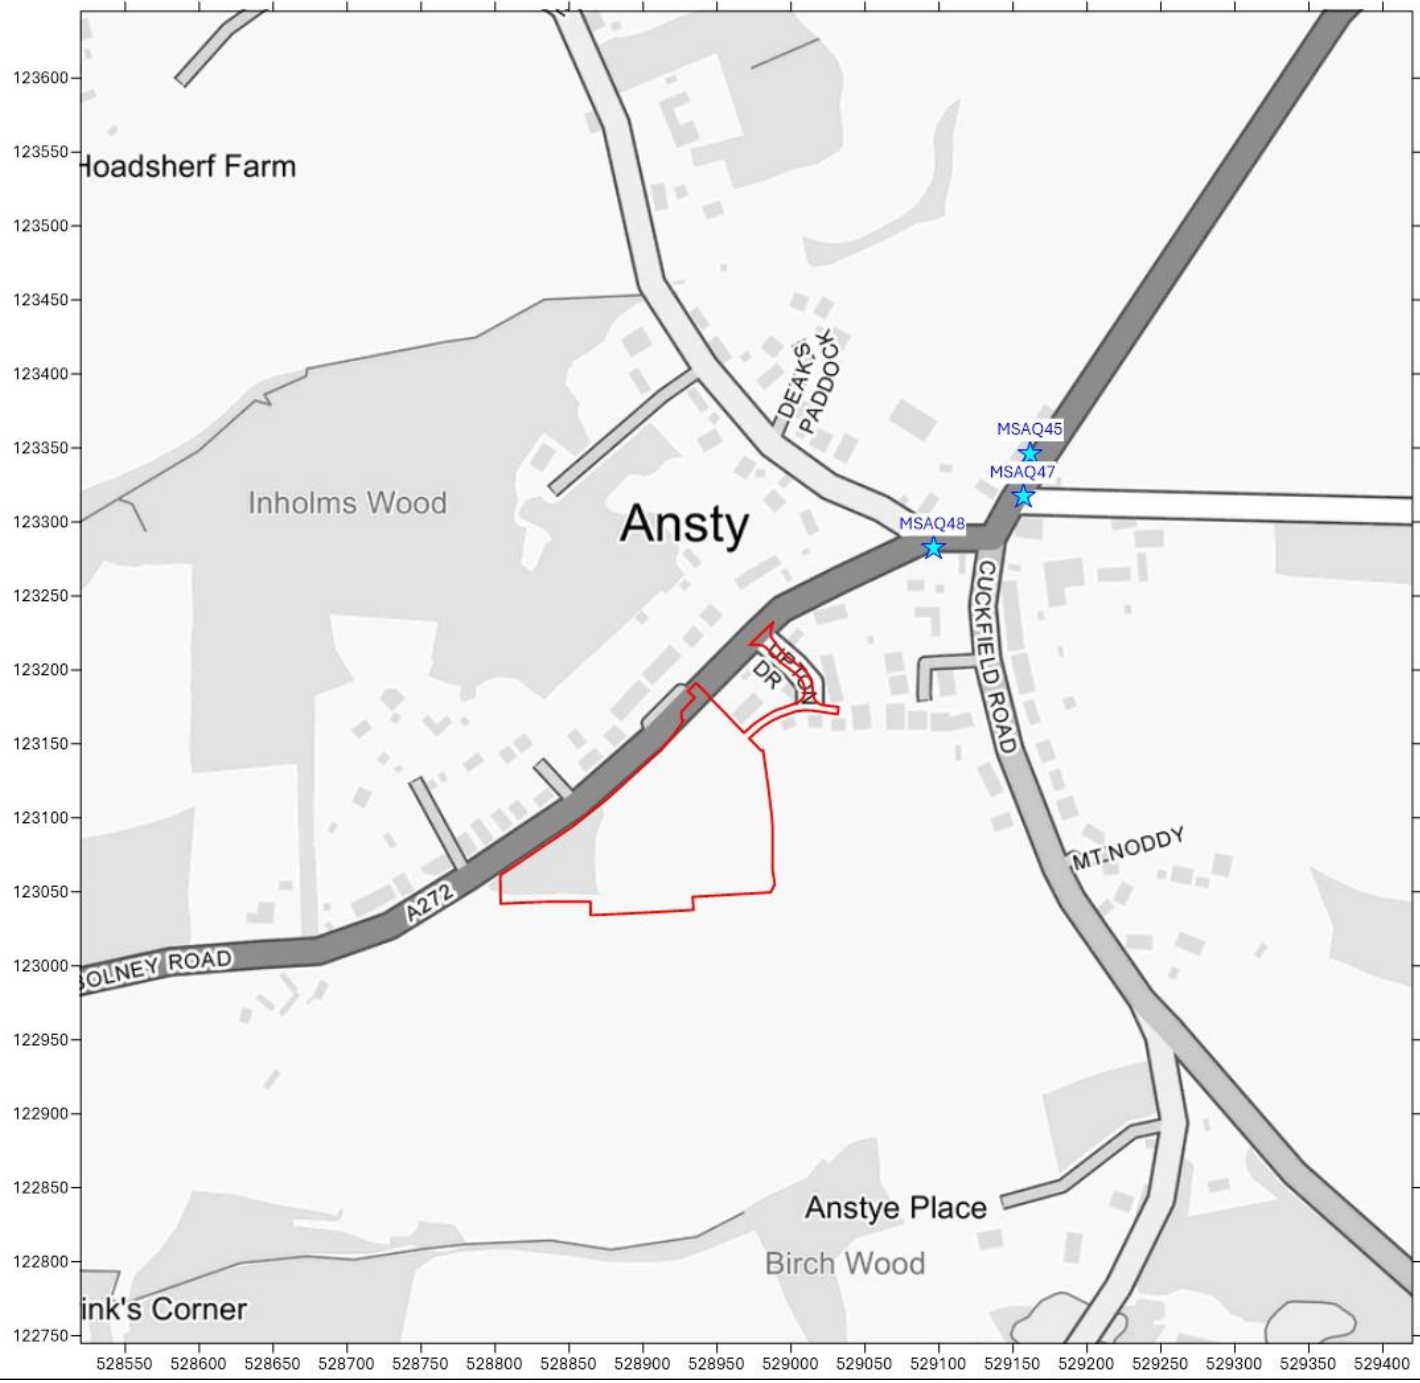 123600
123550
Hoadsherf Farm
123500
123450
123400
DEAKS
PADDOCK
123350
MSAQ45
MSAQ47
Inholms Wood
123300
Ansty
MSAQ48
123250
CUCKFIELD ROAD
123200
UPTON
DR
123150
123100
MT NODDY
123050
A272
123000
BOLNEY ROAD
122950
122900
122850
Anstye Place
122800
Birch Wood
ink's Corner
122750
528550 528600 528650 528700 528750 528800 528850 528900 528950 529000 529050 529100 529150 529200 529250 529300 529350 529400